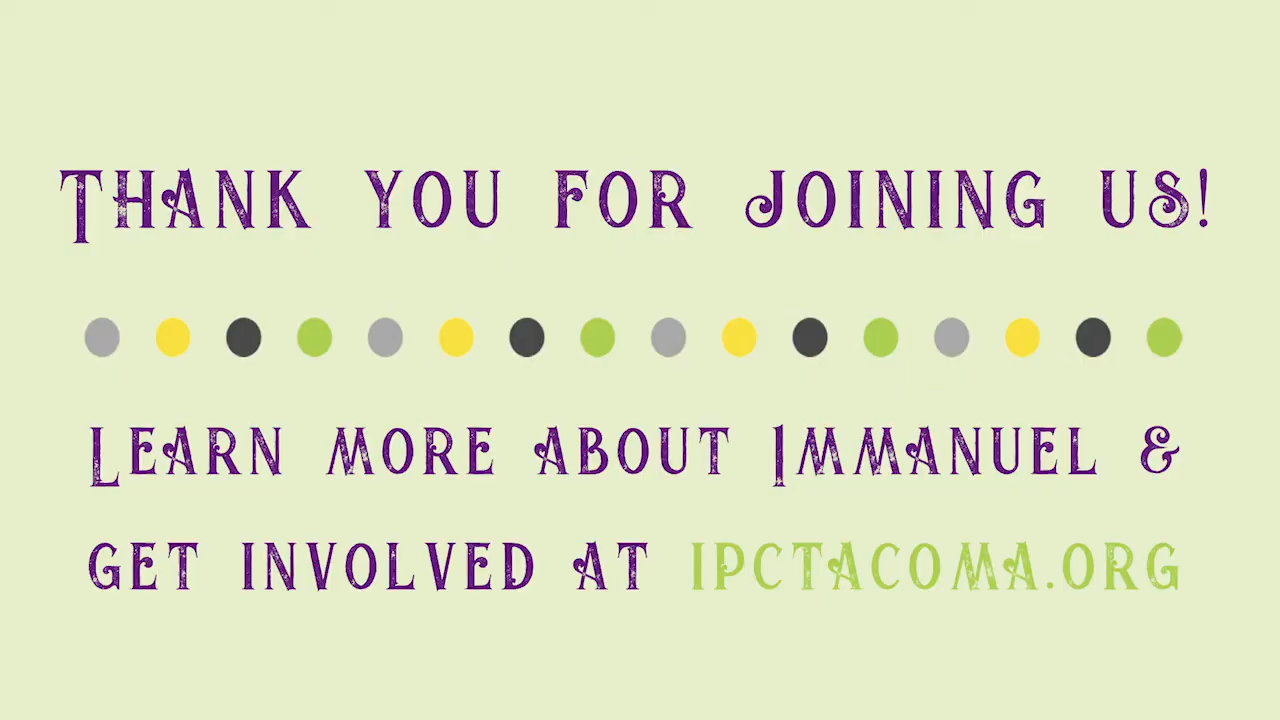 Thank you for Joining us!
Learn more about Immanuel &
get involved at ipctacoma.org